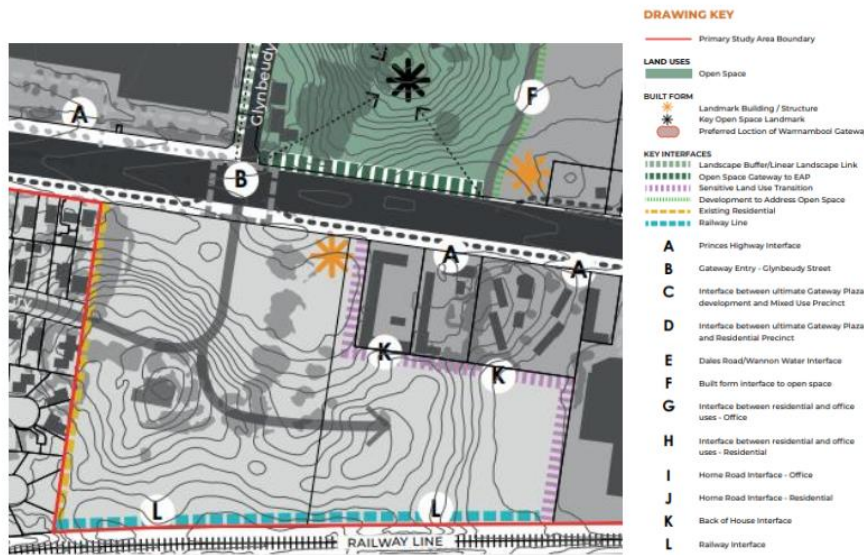 DRAWING KEY
Primary Study Area Boundary
LAND USES
Open Space
BUILT FORM
Landmark Building / Structure
Key Open Space Landmark
Preferred Loction of Warrnambool Gateway
KEY INTERFACES
Landscape Buffer/Linear Landscape Link
Open Space Gateway to EAP
Sensitive Land Use Transition
Development to Address Open Space
Existing Residential
Railway Line
A Princes Highway Interface
B Gateway Entry - Glynbeudy Street
C Interface between ultimate Gateway Plaza
development and Mixed Use Precinct
D Interface between ultimate Gateway Plaza
and Residential Precinct
E Dales Road/Wannon Water Interface
F Built form interface to open space
G Interface between residential and office
uses - Office
H Interface between residential and office
uses - Residential
I Horne Road Interface - Office
J Horne Road Interface - Residential
K Back of House Interface
L Railway Interface
Glynbeudy
A
F
B
A
A
K
K
L
L
RAILWAY LINE